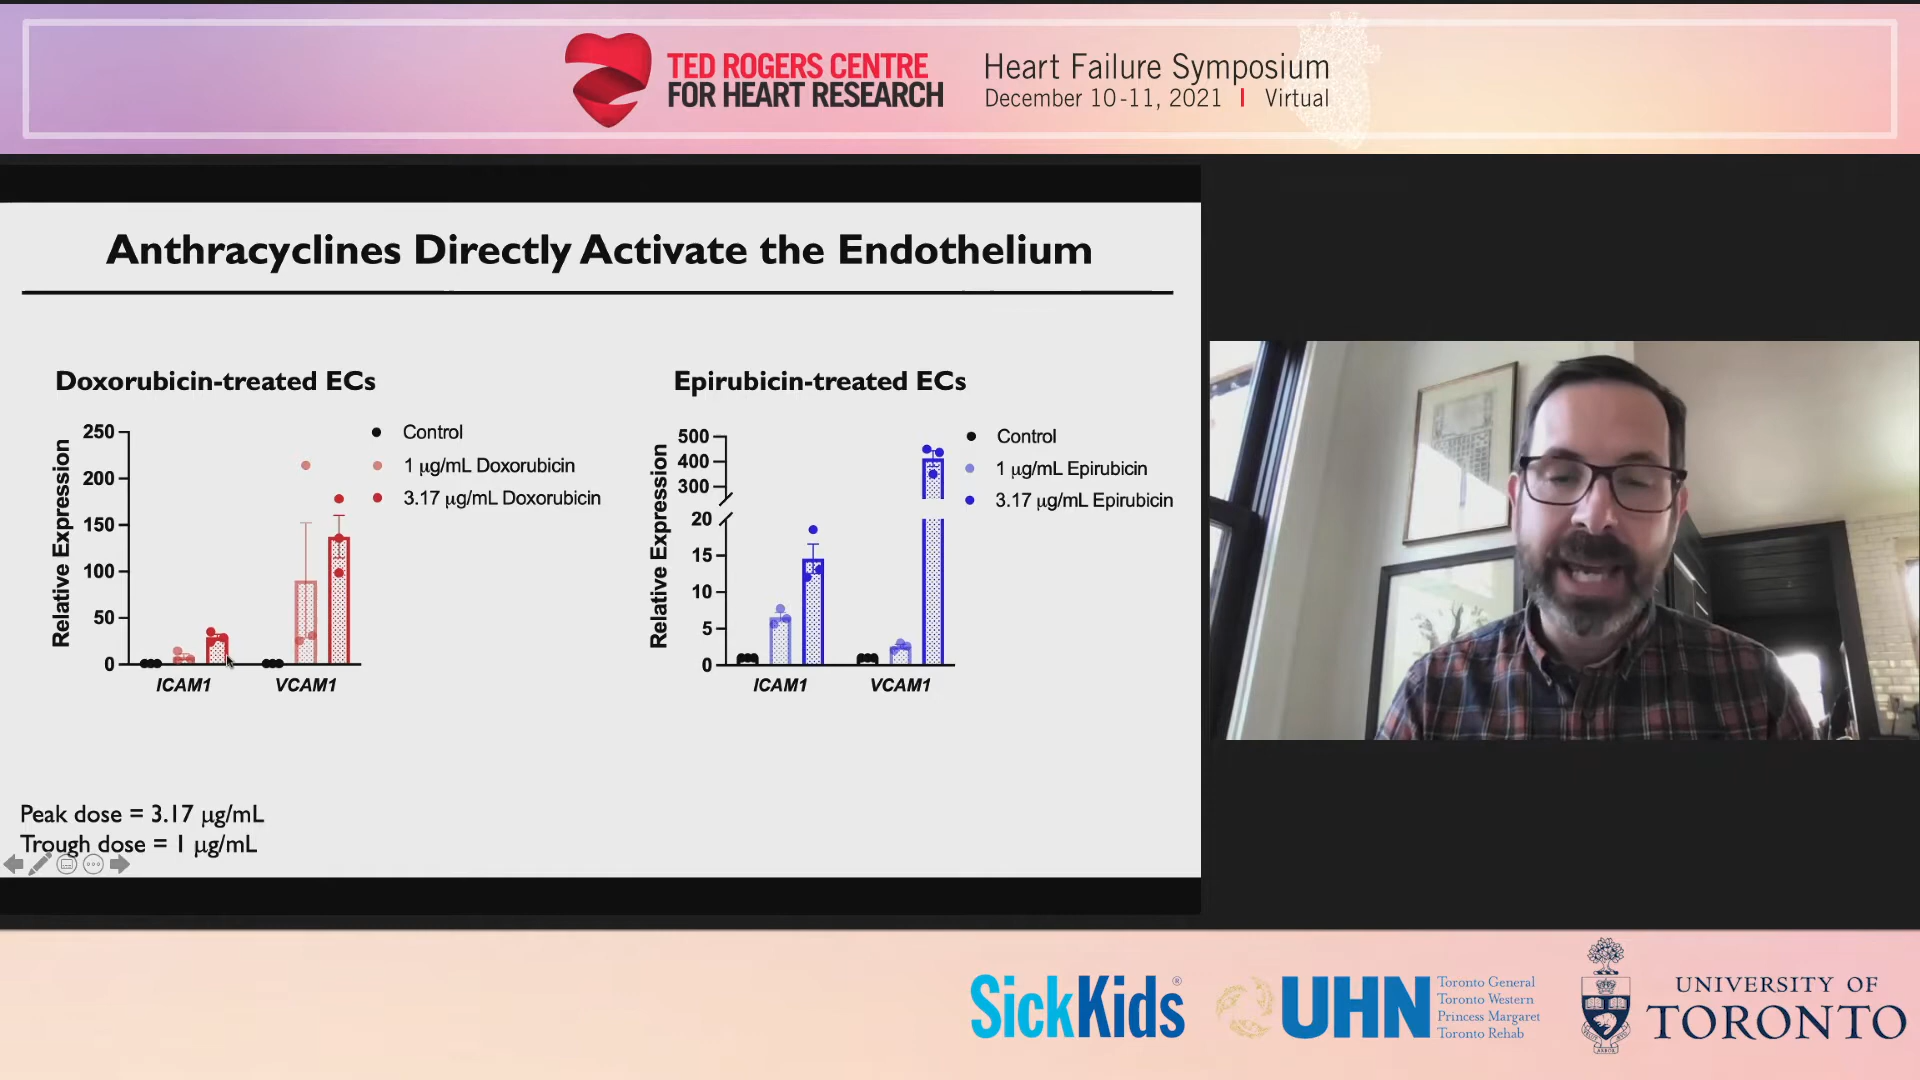 TED ROGERS CENTRE
FOR HEART RESEARCH
Heart Failure Symposium
December 10-11, 2021 | Virtual
Anthracyclines Directly Activate the Endothelium
Doxorubicin-treated ECs
Relative Expression
250
200
150
100
50
0
ICAM1
VCAM1
Control
1 µg/mL Doxorubicin
3.17 µg/mL Doxorubicin
Epirubicin-treated ECs
Relative Expression
500
400
300
20
15
10
5
0
ICAM1
VCAM1
Control
1 µg/mL Epirubicin
3.17 µg/mL Epirubicin
Peak dose = 3.17 µg/mL
Trough dose = 1 µg/mL
SickKids®
UHN
Toronto General
Toronto Western
Princess Margaret
Toronto Rehab
UNIVERSITY OF
TORONTO